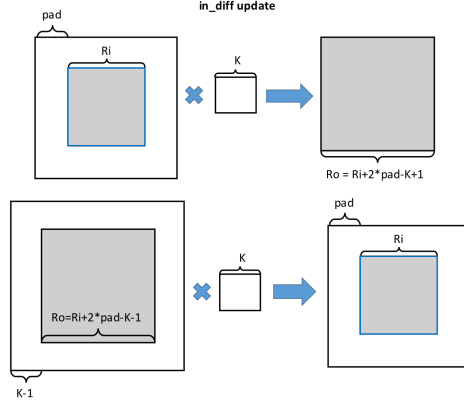 in_diff update
pad
Ri
K
Ro = Ri+2*pad-K+1
pad
Ri
K
Ro=Ri+2*pad-K-1
K-1